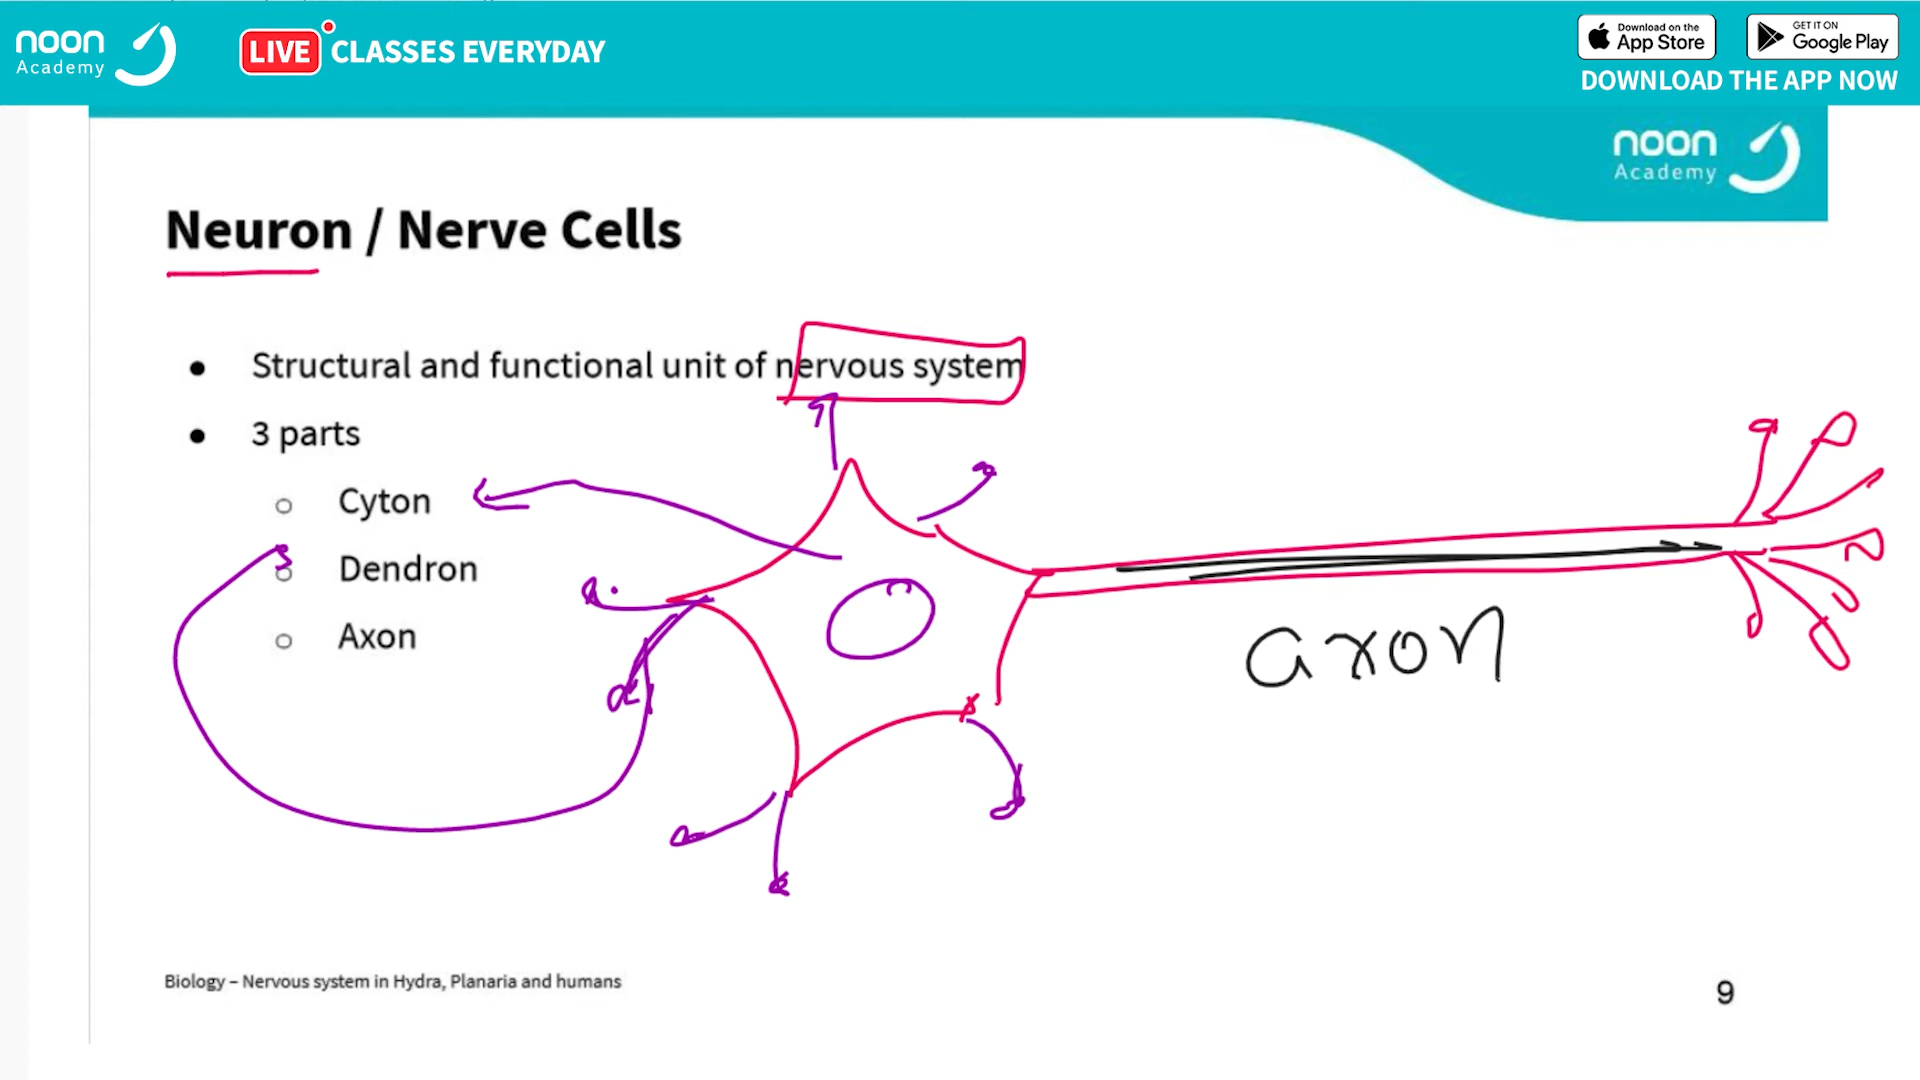 noon
Academy
LIVE CLASSES EVERYDAY
Download on the
App Store
GET IT ON
Google Play
DOWNLOAD THE APP NOW
noon
Academy
Neuron / Nerve Cells
● Structural and functional unit of nervous system
● 3 parts
○ Cyton
○ Dendron
○ Axon
axon
Biology – Nervous system in Hydra, Planaria and humans
9